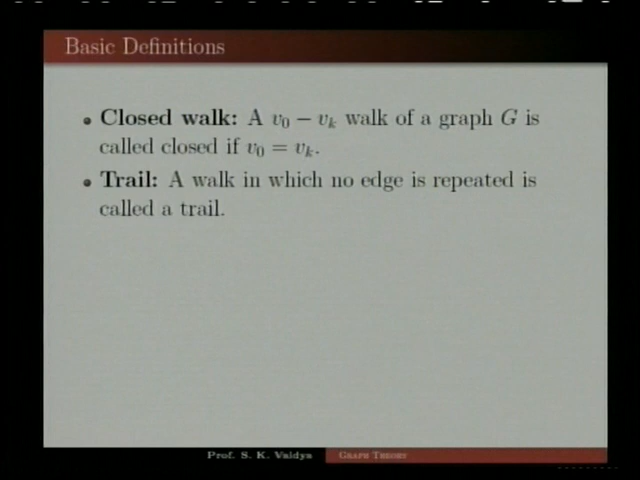 Basic Definitions
Closed walk: A v₀ − vₖ walk of a graph G is
called closed if v₀ = vₖ.
Trail: A walk in which no edge is repeated is
called a trail.
Prof. S. K. Vaidya Graph Theory